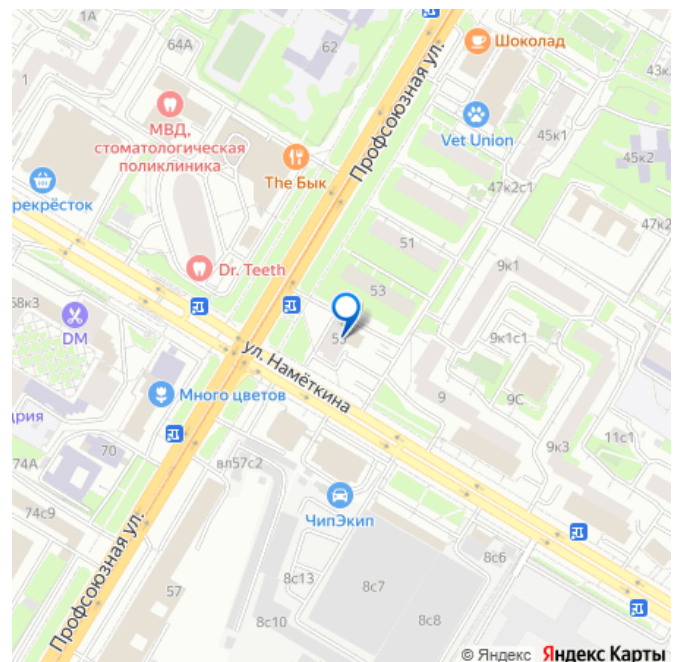 1А
64А
62
Шоколад
43к
МВД,
стоматологическая
поликлиника
Профсоюзная ул.
Vet Union
45к1
The Бык
45к2
рекрёсток
47к2с1
47к2
51
Dr. Teeth
9к1
53
58к3
DM
55
9к1с1
ул. Намёткина
Много цветов
9
9С
дрия
11с1
70
9к3
74А
вл57с2
74с9
ЧипЭкип
8с6
Профсоюзная ул.
8с13
8с7
57
8с10
8с8
© Яндекс Яндекс Карты